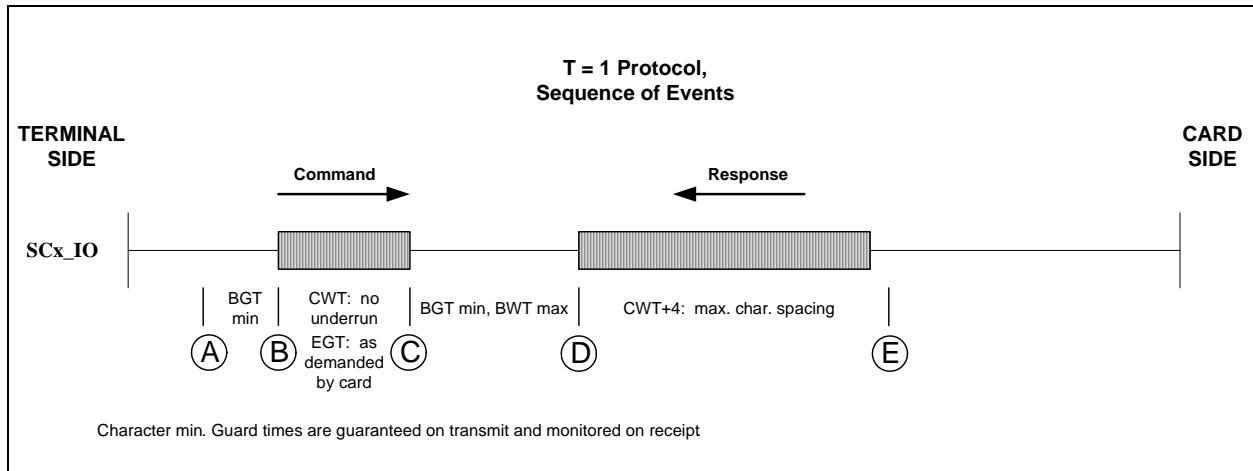 T = 1 Protocol,
Sequence of Events
TERMINAL
SIDE
CARD
SIDE
Command
Response
SCx_IO
BGT
min
CWT: no
underrun
EGT: as
demanded
by card
BGT min, BWT max
CWT+4: max. char. spacing
A
B
C
D
E
Character min. Guard times are guaranteed on transmit and monitored on receipt